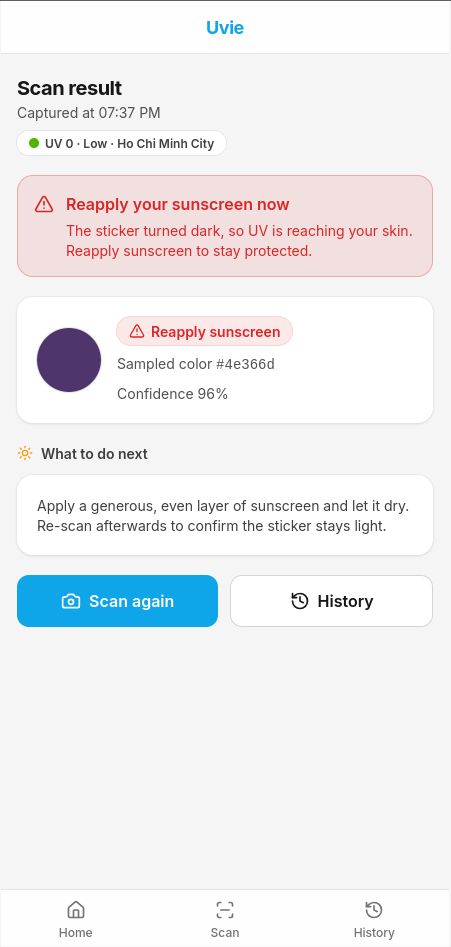 Uvie
Scan result
Captured at 07:37 PM
UV 0 · Low · Ho Chi Minh City
Reapply your sunscreen now
The sticker turned dark, so UV is reaching your skin.
Reapply sunscreen to stay protected.
Reapply sunscreen
Sampled color #4e366d
Confidence 96%
What to do next
Apply a generous, even layer of sunscreen and let it dry.
Re-scan afterwards to confirm the sticker stays light.
Scan again
History
Home
Scan
History